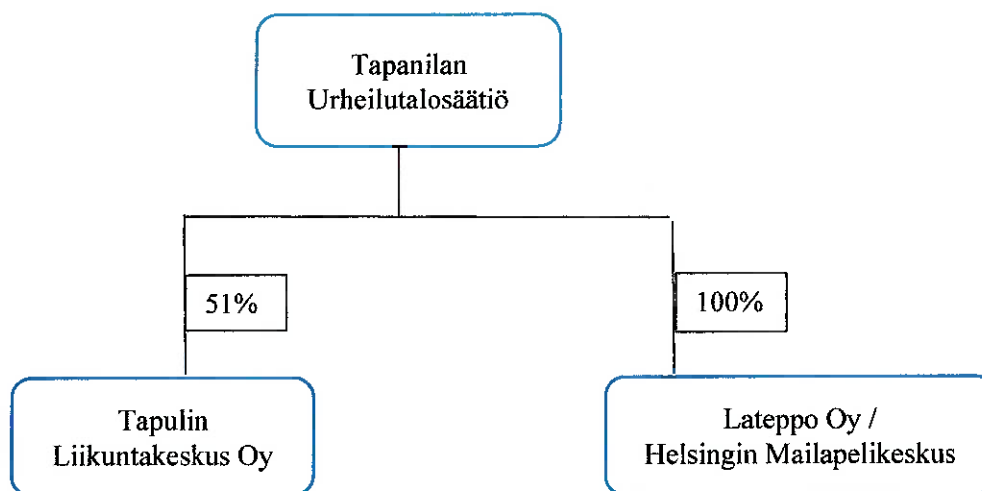 Tapanilan
Urheilutalosäätiö
51%
100%
Tapulin
Liikuntakeskus Oy
Lateppo Oy /
Helsingin Mailapelikeskus